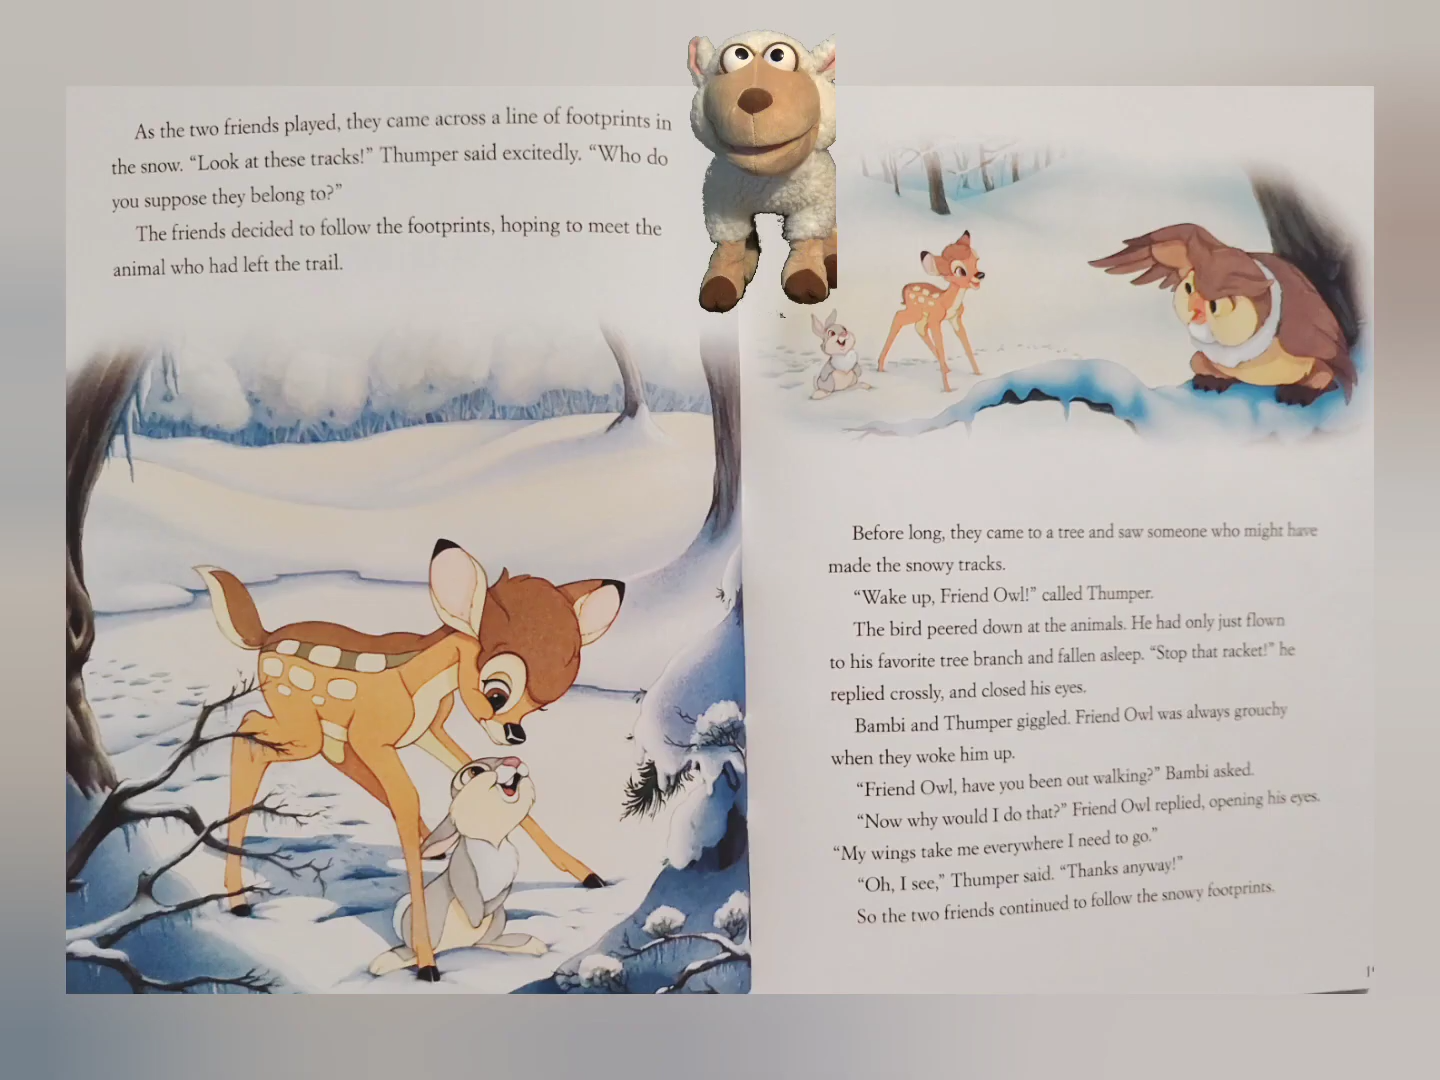 As the two friends played, they came across a line of footprints in
the snow. “Look at these tracks!” Thumper said excitedly. “Who do
you suppose they belong to?”
The friends decided to follow the footprints, hoping to meet the
animal who had left the trail.
Before long, they came to a tree and saw someone who might have
made the snowy tracks.
“Wake up, Friend Owl!” called Thumper.
The bird peered down at the animals. He had only just flown
to his favorite tree branch and fallen asleep. “Stop that racket!” he
replied crossly, and closed his eyes.
Bambi and Thumper giggled. Friend Owl was always grouchy
when they woke him up.
“Friend Owl, have you been out walking?” Bambi asked.
“Now why would I do that?” Friend Owl replied, opening his eyes.
“My wings take me everywhere I need to go.”
“Oh, I see,” Thumper said. “Thanks anyway!”
So the two friends continued to follow the snowy footprints.